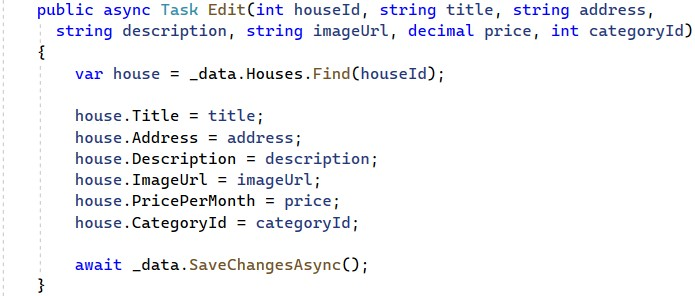 public async Task Edit(int houseId, string title, string address,
string description, string imageUrl, decimal price, int categoryId)
{
var house = _data.Houses.Find(houseId);
house.Title = title;
house.Address = address;
house.Description = description;
house.ImageUrl = imageUrl;
house.PricePerMonth = price;
house.CategoryId = categoryId;
await _data.SaveChangesAsync();
}